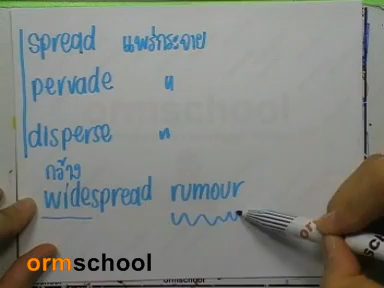 spread แพร่กระจาย
pervade "
disperse "
กว้าง
widespread rumour
ormschool
ormschool